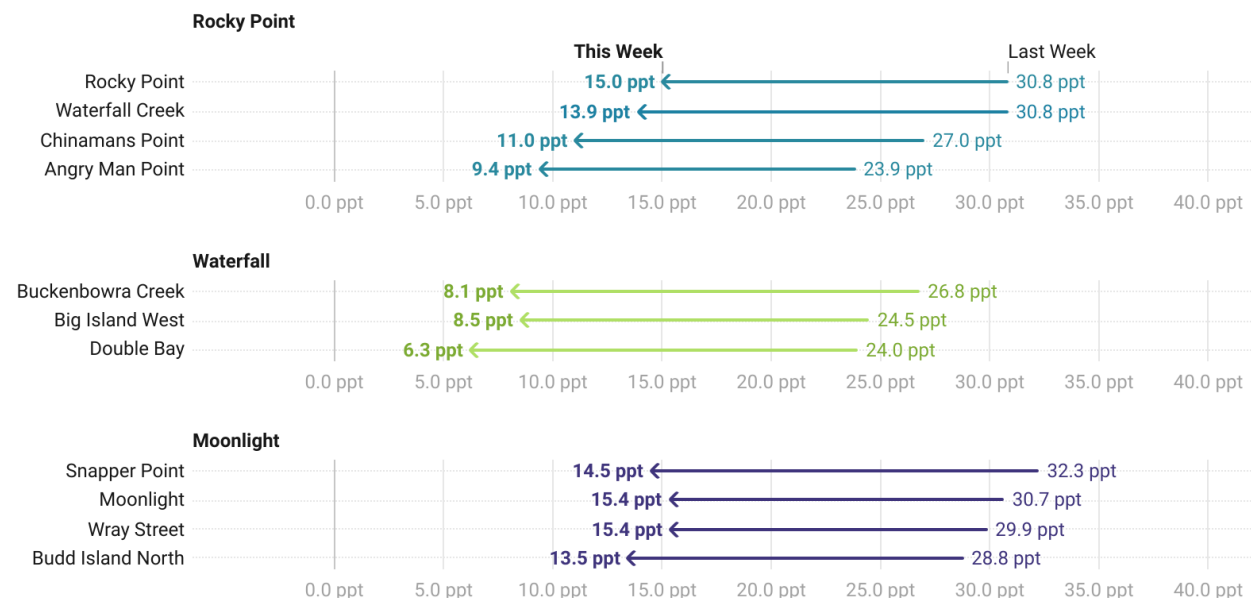 Rocky Point
This Week Last Week
Rocky Point 15.0 ppt 30.8 ppt
Waterfall Creek 13.9 ppt 30.8 ppt
Chinamans Point 11.0 ppt 27.0 ppt
Angry Man Point 9.4 ppt 23.9 ppt
0.0 ppt 5.0 ppt 10.0 ppt 15.0 ppt 20.0 ppt 25.0 ppt 30.0 ppt 35.0 ppt 40.0 ppt
Waterfall
Buckenbowra Creek 8.1 ppt 26.8 ppt
Big Island West 8.5 ppt 24.5 ppt
Double Bay 6.3 ppt 24.0 ppt
0.0 ppt 5.0 ppt 10.0 ppt 15.0 ppt 20.0 ppt 25.0 ppt 30.0 ppt 35.0 ppt 40.0 ppt
Moonlight
Snapper Point 14.5 ppt 32.3 ppt
Moonlight 15.4 ppt 30.7 ppt
Wray Street 15.4 ppt 29.9 ppt
Budd Island North 13.5 ppt 28.8 ppt
0.0 ppt 5.0 ppt 10.0 ppt 15.0 ppt 20.0 ppt 25.0 ppt 30.0 ppt 35.0 ppt 40.0 ppt